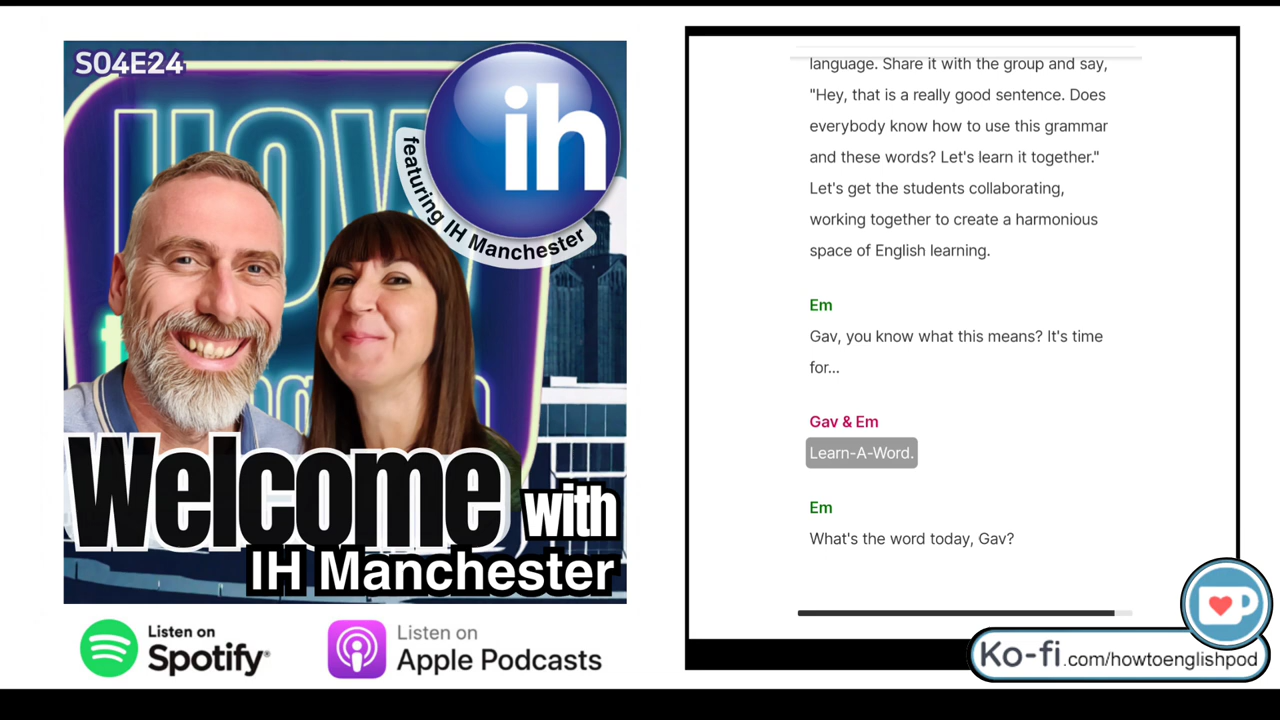 S04E24
HOW
ih
featuring IH Manchester
Welcome with
IH Manchester
Listen on
Spotify®
Listen on
Apple Podcasts
language. Share it with the group and say,
"Hey, that is a really good sentence. Does
everybody know how to use this grammar
and these words? Let's learn it together."
Let's get the students collaborating,
working together to create a harmonious
space of English learning.
Em
Gav, you know what this means? It's time
for...
Gav & Em
Learn-A-Word.
Em
What's the word today, Gav?
Ko-fi.com/howtoenglishpod